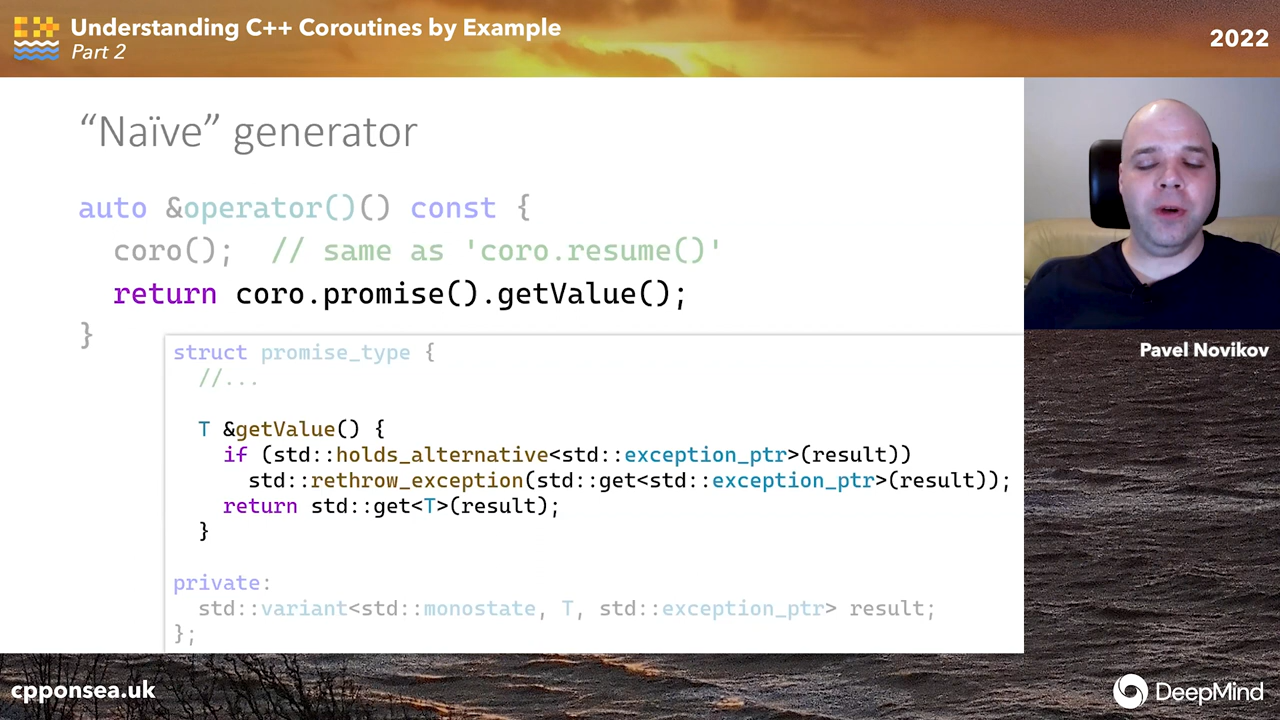 Understanding C++ Coroutines by Example
Part 2
2022
“Naïve” generator
auto &operator()() const {
coro(); // same as 'coro.resume()'
return coro.promise().getValue();
}
struct promise_type {
//...
T &getValue() {
if (std::holds_alternative<std::exception_ptr>(result))
std::rethrow_exception(std::get<std::exception_ptr>(result));
return std::get<T>(result);
}
private:
std::variant<std::monostate, T, std::exception_ptr> result;
};
Pavel Novikov
cpponsea.uk
DeepMind